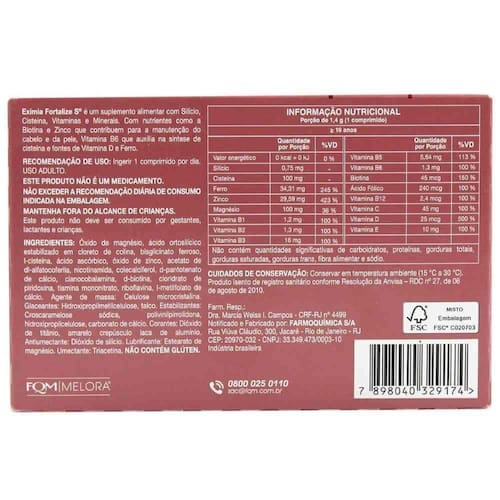 Eximia Fortalize S® é um suplemento alimentar com Silício,
Cisteína, Vitaminas e Minerais. Com nutrientes como a
Biotina e Zinco que contribuem para a manutenção do
cabelo e da pele, Vitamina B6 que auxilia na síntese de
cisteína e fontes de Vitamina D e Ferro.
RECOMENDAÇÃO DE USO: Ingerir 1 comprimido por dia.
USO ADULTO.
ESTE PRODUTO NÃO É UM MEDICAMENTO.
NÃO EXCEDER A RECOMENDAÇÃO DIÁRIA DE CONSUMO
INDICADA NA EMBALAGEM.
MANTENHA FORA DO ALCANCE DE CRIANÇAS.
Este produto não deve ser consumido por gestantes,
lactantes e crianças.
INGREDIENTES: Óxido de magnésio, ácido ortosilícico
estabilizado em cloreto de colina, bisglicinato ferroso,
l-cisteína, ácido ascórbico, óxido de zinco, acetato de
dl-alfatocoferila, nicotinamida, colecalciferol, d-pantotenato
de cálcio, cianocobalamina, cloridrato de piridoxina,
tiamina mononitrato, riboflavina, l-metilfolato de cálcio,
d-biotina. Agente de massa: Celulose microcristalina.
Glaceantes: Hidroxipropilmetilcelulose, talco. Estabilizantes:
Croscarmelose sódica, polivinilpirrolidona,
hidroxipropilcelulose, carbonato de cálcio. Corantes: Dióxido
de titânio, amarelo crepúsculo laca de alumínio.
Antiumectante: Dióxido de silício. Lubrificante: Estearato de
magnésio. Umectante: Triacetina. NÃO CONTÉM GLÚTEN.
FQM | MELORA®
INFORMAÇÃO NUTRICIONAL
Porção de 1,4 g (1 comprimido)
≥ 19 anos
Quantidade por Porção %VD Quantidade por Porção %VD
Valor energético 0 kcal = 0 kJ 0 % Vitamina B5 5,64 mg 113 %
Silício 0,75 mg - Vitamina B6 1,3 mg 100 %
Cisteína 100 mg - Biotina 45 mcg 150 %
Ferro 34,31 mg 245 % Ácido Fólico 240 mcg 100 %
Zinco 29,59 mg 423 % Vitamina B12 2,4 mcg 100 %
Magnésio 100 mg 38 % Vitamina C 45 mg 100 %
Vitamina B1 1,2 mg 100 % Vitamina D 25 mcg 500 %
Vitamina B2 1,3 mg 100 % Vitamina E 10 mg 100 %
Vitamina B3 16 mg 100 %
Não contém quantidades significativas de carboidratos, proteínas, gorduras totais,
gorduras saturadas, gorduras trans, fibra alimentar e sódio.
CUIDADOS DE CONSERVAÇÃO: Conservar em temperatura ambiente (15 °C a 30 °C).
Produto isento de registro sanitário conforme Resolução da Anvisa – RDC nº 27, de 06
de agosto de 2010.
Farm. Resp.:
Dra. Marcia Weiss I. Campos - CRF-RJ nº 4499
Notificado e Produzido por: FARMOQUÍMICA S/A
Rua Viúva Cláudio, 300, Jacaré - Rio de Janeiro - RJ
CEP: 20970-032 - CNPJ: 33.349.473/0003-10
Indústria brasileira
0800 025 0110
sac@fqm.com.br
FSC
MISTO
Embalagem
FSC® C020703
7 898040 329174 >